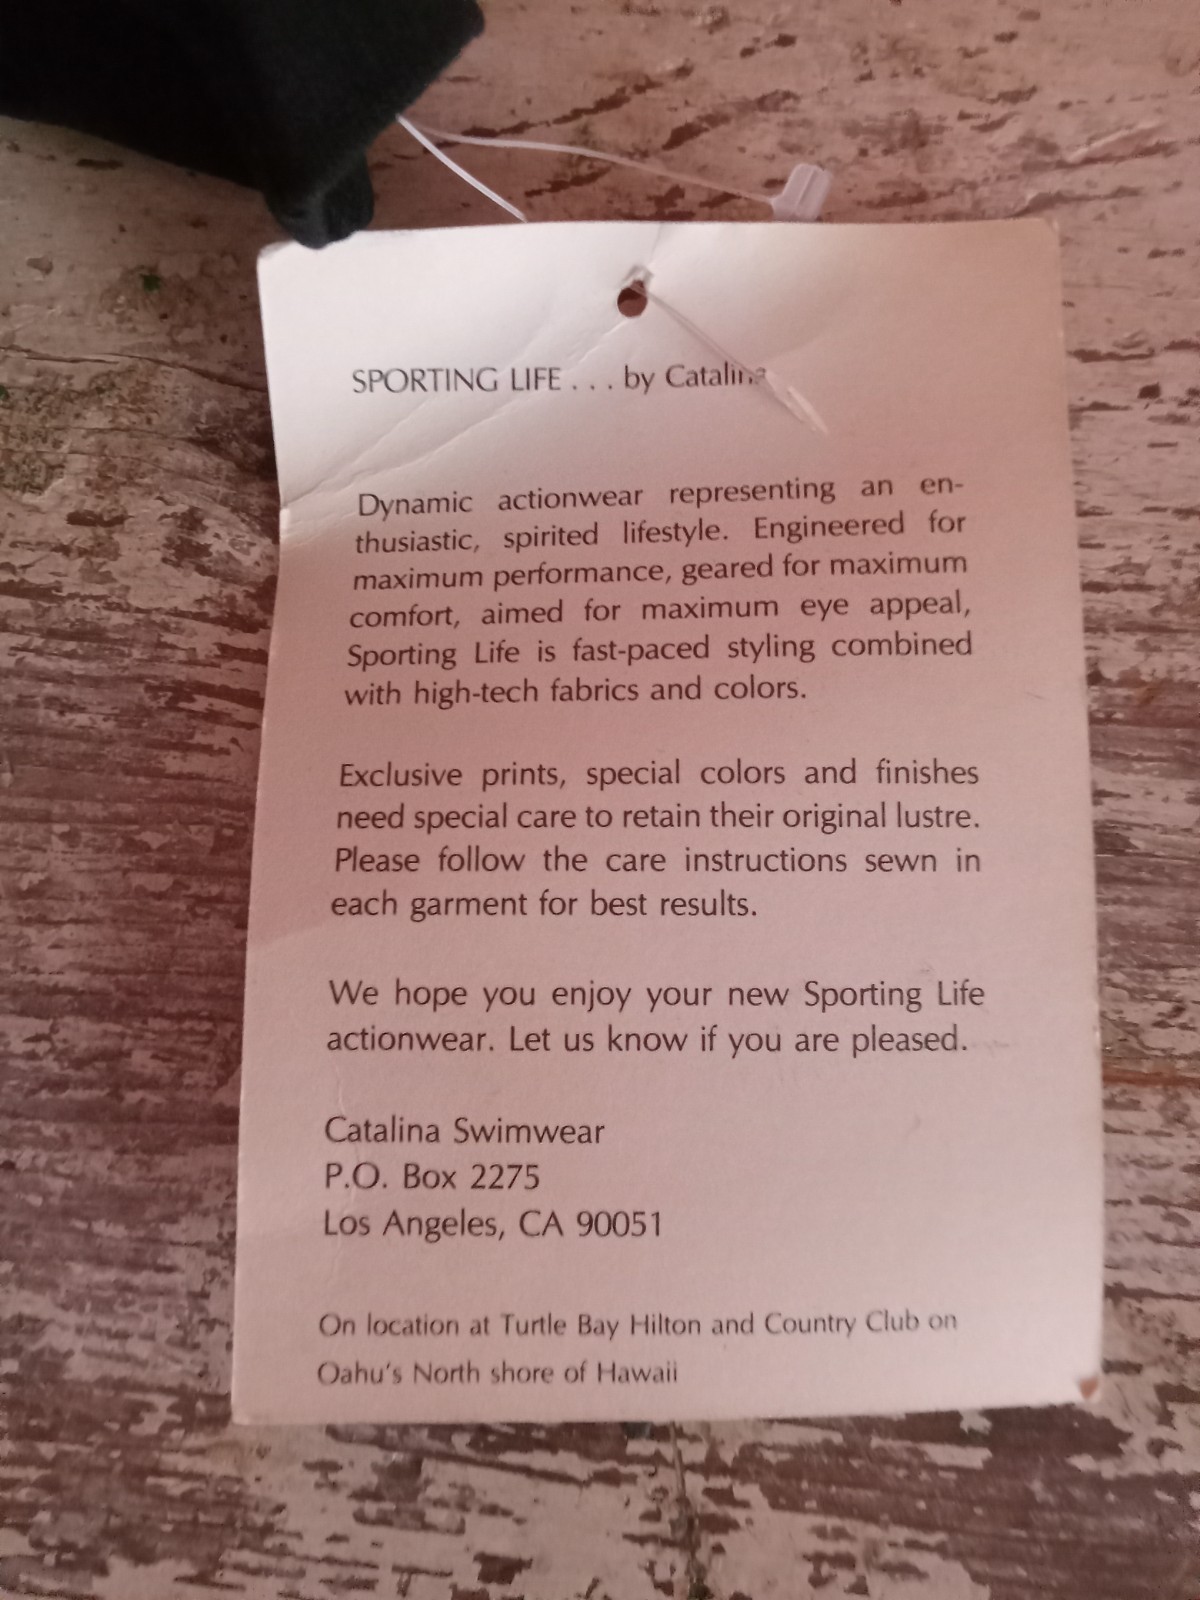 SPORTING LIFE . . . by Catalina
Dynamic actionwear representing an en-
thusiastic, spirited lifestyle. Engineered for
maximum performance, geared for maximum
comfort, aimed for maximum eye appeal,
Sporting Life is fast-paced styling combined
with high-tech fabrics and colors.
Exclusive prints, special colors and finishes
need special care to retain their original lustre.
Please follow the care instructions sewn in
each garment for best results.
We hope you enjoy your new Sporting Life
actionwear. Let us know if you are pleased.
Catalina Swimwear
P.O. Box 2275
Los Angeles, CA 90051
On location at Turtle Bay Hilton and Country Club on
Oahu's North shore of Hawaii